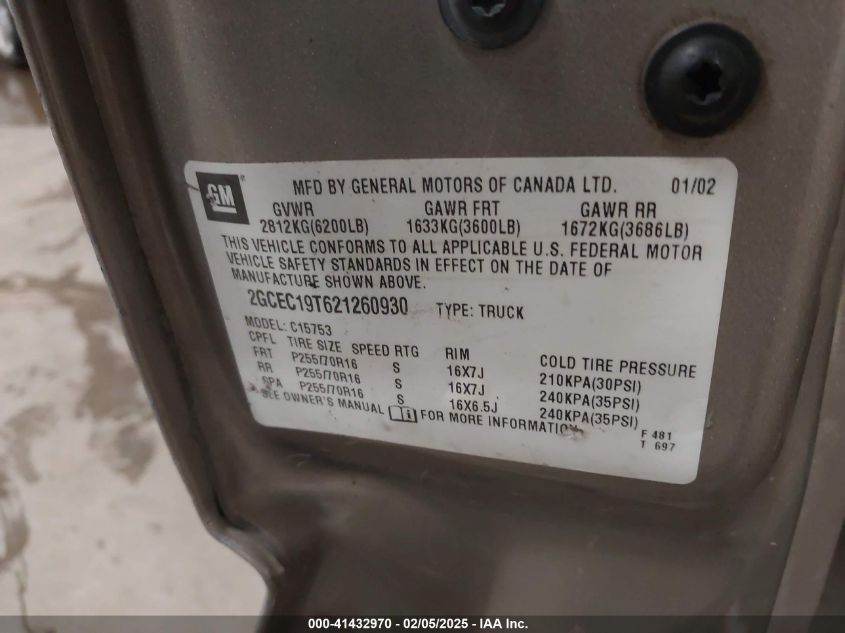 GM
MFD BY GENERAL MOTORS OF CANADA LTD. 01/02
GVWR GAWR FRT GAWR RR
2812KG(6200LB) 1633KG(3600LB) 1672KG(3686LB)
THIS VEHICLE CONFORMS TO ALL APPLICABLE U.S. FEDERAL MOTOR
VEHICLE SAFETY STANDARDS IN EFFECT ON THE DATE OF
MANUFACTURE SHOWN ABOVE.
2GCEC19T621260930 TYPE: TRUCK
MODEL: C15753
CPFL TIRE SIZE SPEED RTG RIM COLD TIRE PRESSURE
FRT P255/70R16 S 16X7J 210KPA(30PSI)
RR P255/70R16 S 16X7J 240KPA(35PSI)
SPA P255/70R16 S 16X6.5J 240KPA(35PSI)
SEE OWNER'S MANUAL FOR MORE INFORMATION
F 481
T 697
000-41432970 - 02/05/2025 - IAA Inc.